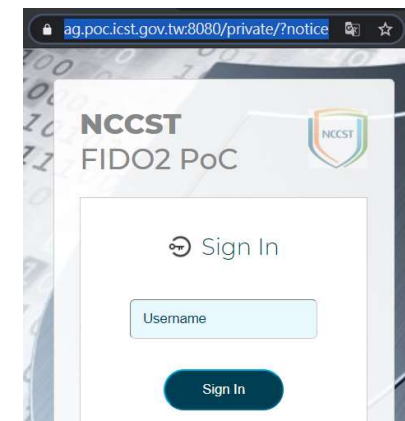 ag.poc.icst.gov.tw:8080/private/?notice
NCCST
NCCST
FIDO2 PoC
Sign In
Username
Sign In